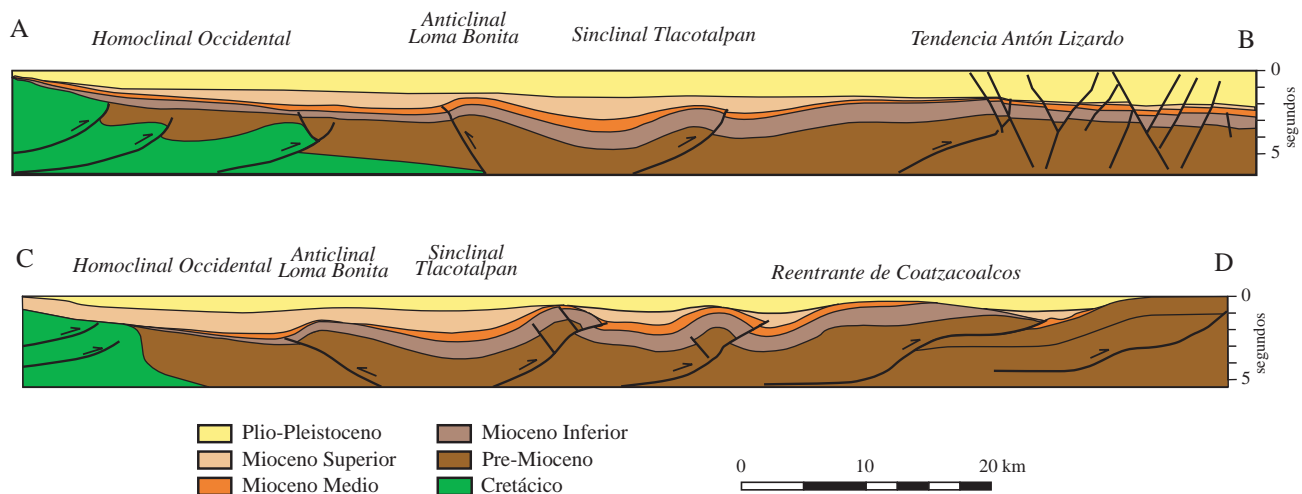 A
Homoclinal Occidental
Anticlinal
Loma Bonita
Sinclinal Tlacotalpan
Tendencia Antón Lizardo
B
0
5
segundos
C
Homoclinal Occidental
Anticlinal
Loma Bonita
Sinclinal
Tlacotalpan
Reentrante de Coatzacoalcos
D
0
5
segundos
Plio-Pleistoceno
Mioceno Superior
Mioceno Medio
Mioceno Inferior
Pre-Mioceno
Cretácico
0 10 20 km